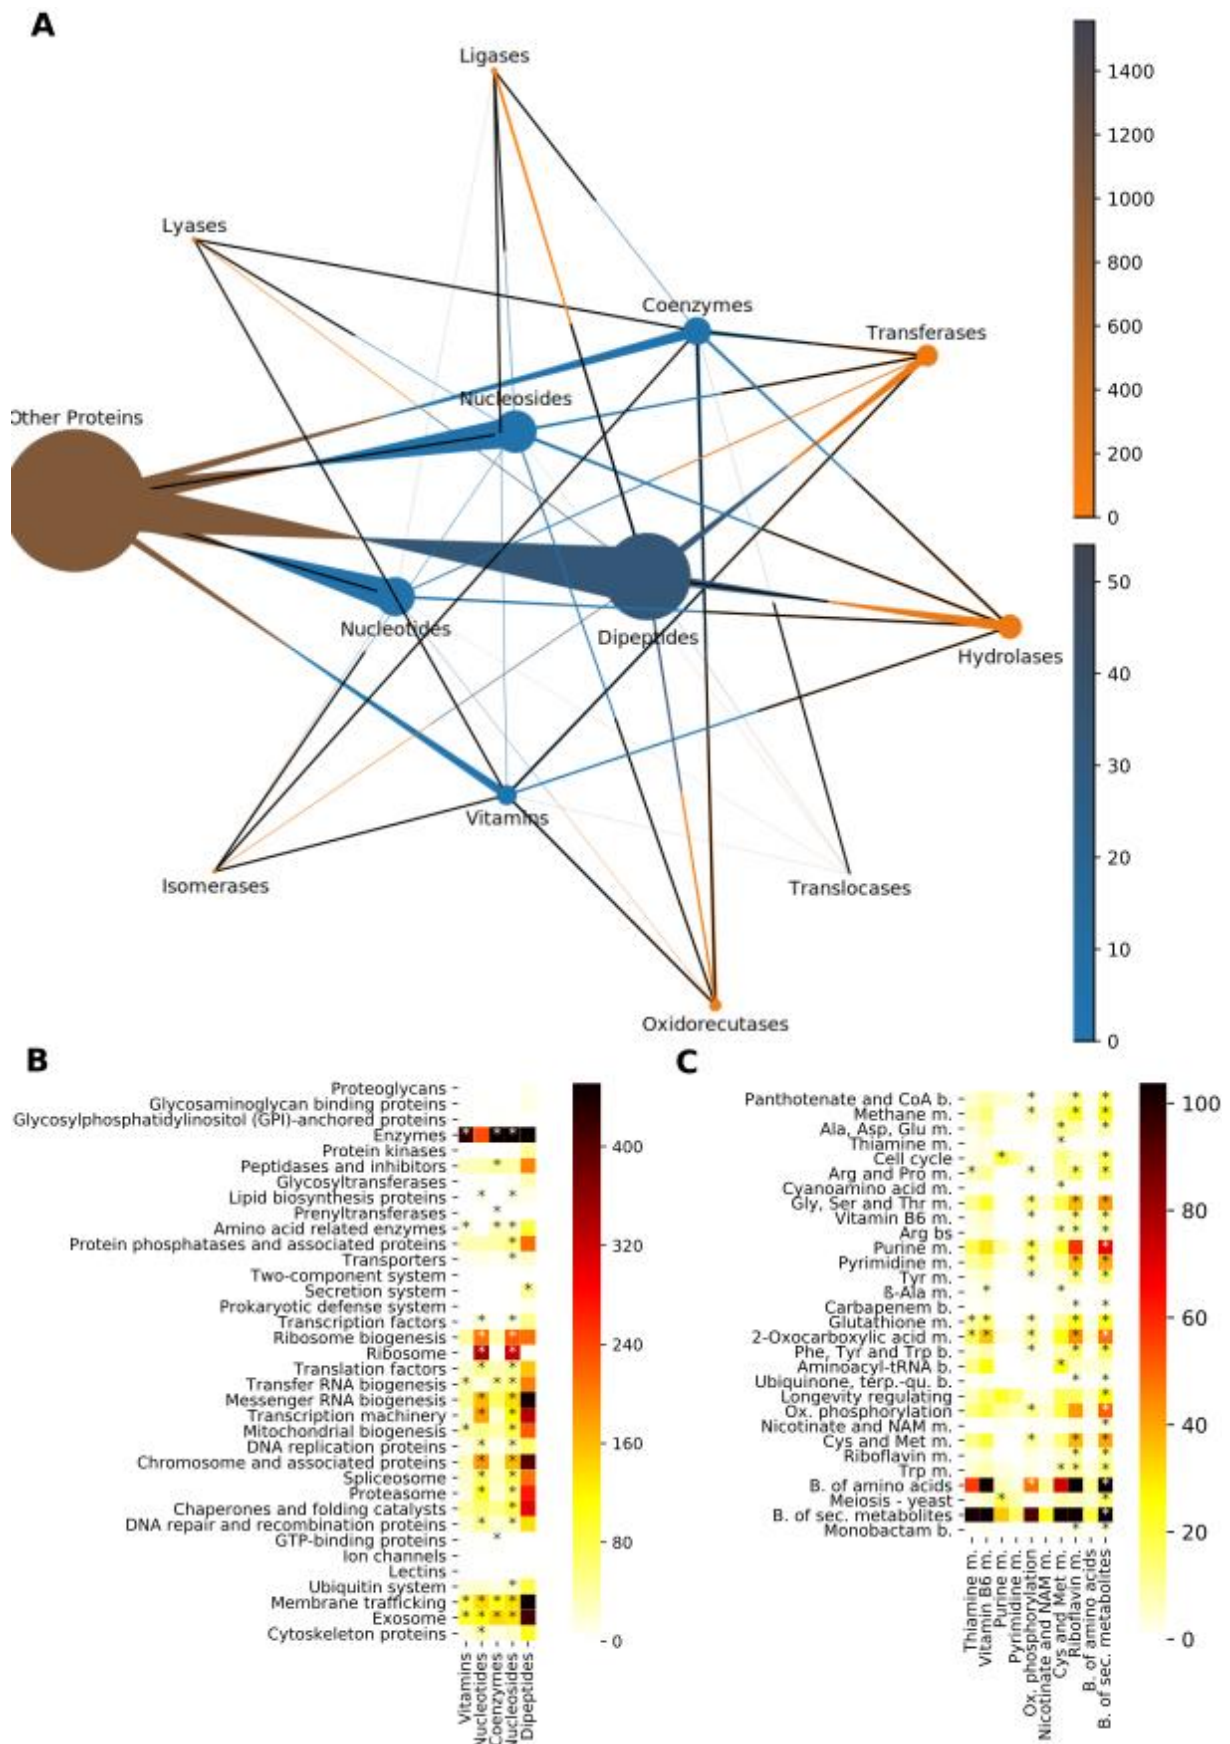 A
Ligases
Lyases
Coenzymes
Transferases
Nucleosides
Other Proteins
Nucleotides
Dipeptides
Hydrolases
Vitamins
Isomerases
Translocases
Oxidorecutases
1400
1200
1000
800
600
400
200
0
50
40
30
20
10
0
B
Proteoglycans
Glycosaminoglycan binding proteins
Glycosylphosphatidylinositol (GPI)-anchored proteins
Enzymes
Protein kinases
Peptidases and inhibitors
Glycosyltransferases
Lipid biosynthesis proteins
Prenyltransferases
Amino acid related enzymes
Protein phosphatases and associated proteins
Transporters
Two-component system
Secretion system
Prokaryotic defense system
Transcription factors
Ribosome biogenesis
Ribosome
Translation factors
Transfer RNA biogenesis
Messenger RNA biogenesis
Transcription machinery
Mitochondrial biogenesis
DNA replication proteins
Chromosome and associated proteins
Spliceosome
Proteasome
Chaperones and folding catalysts
DNA repair and recombination proteins
GTP-binding proteins
Ion channels
Lectins
Ubiquitin system
Membrane trafficking
Exosome
Cytoskeleton proteins
Vitamins
Nucleotides
Coenzymes
Nucleosides
Dipeptides
400
320
240
160
80
0
C
Panthotenate and CoA b.
Methane m.
Ala, Asp, Glu m.
Thiamine m.
Cell cycle
Arg and Pro m.
Cyanoamino acid m.
Gly, Ser and Thr m.
Vitamin B6 m.
Arg bs
Purine m.
Pyrimidine m.
Tyr m.
ß-Ala m.
Carbapenem b.
Glutathione m.
2-Oxocarboxylic acid m.
Phe, Tyr and Trp b.
Aminoacyl-tRNA b.
Ubiquinone, terp.-qu. b.
Longevity regulating
Ox. phosphorylation
Nicotinate and NAM m.
Cys and Met m.
Riboflavin m.
Trp m.
B. of amino acids
Meiosis - yeast
B. of sec. metabolites
Monobactam b.
Thiamine m.
Vitamin B6 m.
Purine m.
Pyrimidine m.
Ox. phosphorylation
Nicotinate and NAM m.
Cys and Met m.
Riboflavin m.
B. of amino acids
B. of sec. metabolites
100
80
60
40
20
0